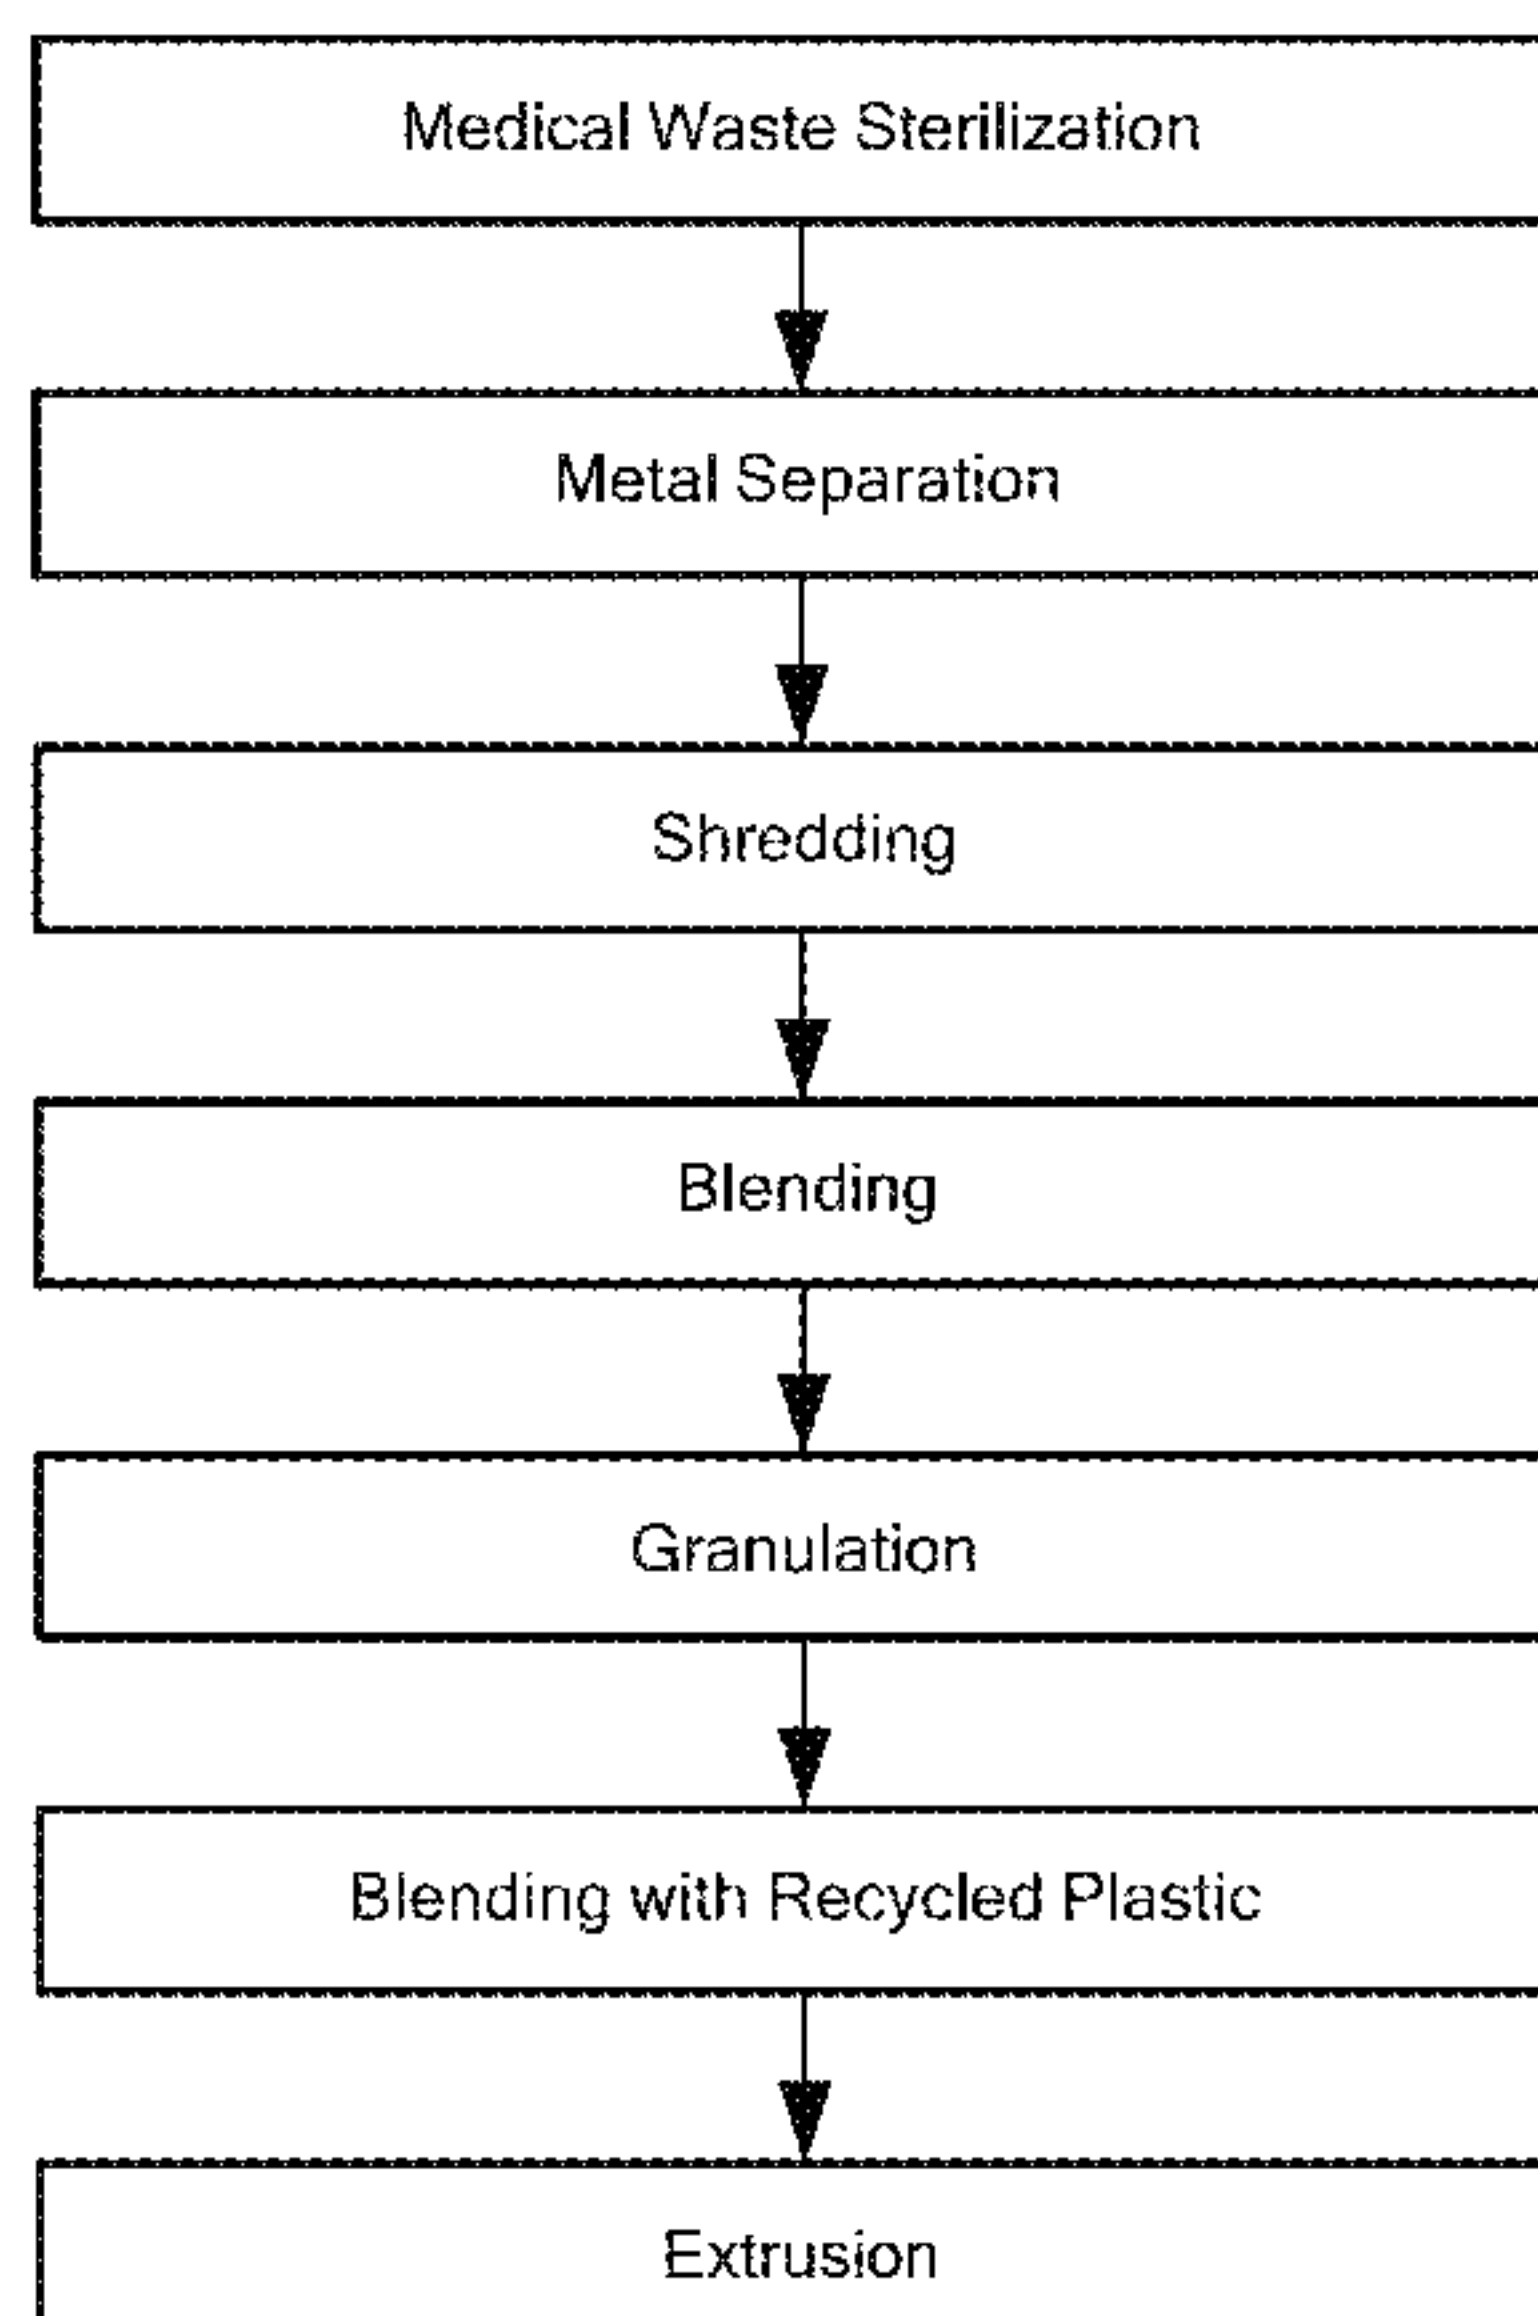 Medical Waste Sterilization
Metal Separation
Shredding
Blending
Granulation
Blending with Recycled Plastic
Extrusion